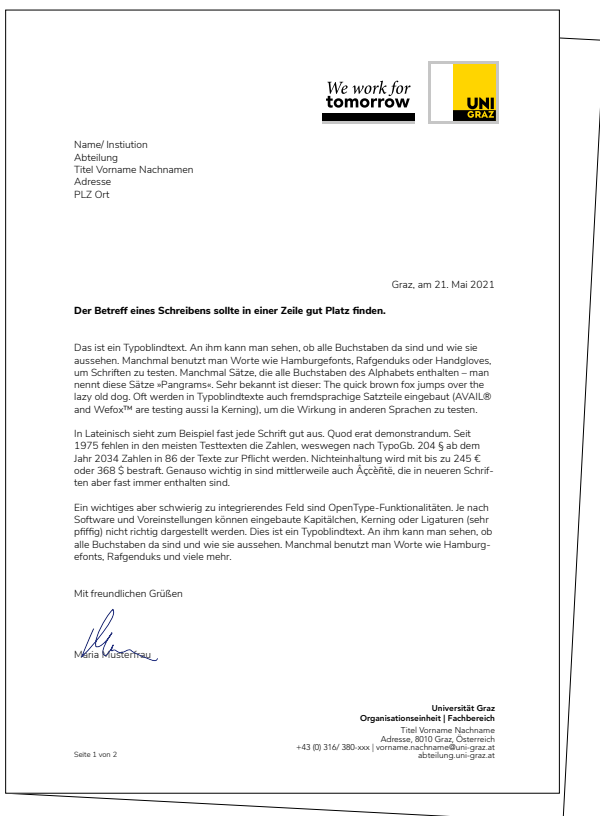 We work for
tomorrow
UNI
GRAZ
Name/ Instiution
Abteilung
Titel Vorname Nachnamen
Adresse
PLZ Ort
Graz, am 21. Mai 2021
Der Betreff eines Schreibens sollte in einer Zeile gut Platz finden.
Das ist ein Typoblindtext. An ihm kann man sehen, ob alle Buchstaben da sind und wie sie
aussehen. Manchmal benutzt man Worte wie Hamburgefonts, Rafgenduks oder Handgloves,
um Schriften zu testen. Manchmal Sätze, die alle Buchstaben des Alphabets enthalten – man
nennt diese Sätze »Pangrams«. Sehr bekannt ist dieser: The quick brown fox jumps over the
lazy old dog. Oft werden in Typoblindtexte auch fremdsprachige Satzteile eingebaut (AVAIL®
and Wefox™ are testing aussi la Kerning), um die Wirkung in anderen Sprachen zu testen.
In Lateinisch sieht zum Beispiel fast jede Schrift gut aus. Quod erat demonstrandum. Seit
1975 fehlen in den meisten Testtexten die Zahlen, weswegen nach TypoGb. 204 § ab dem
Jahr 2034 Zahlen in 86 der Texte zur Pflicht werden. Nichteinhaltung wird mit bis zu 245 €
oder 368 $ bestraft. Genauso wichtig in sind mittlerweile auch Âçcèñtë, die in neueren Schrif-
ten aber fast immer enthalten sind.
Ein wichtiges aber schwierig zu integrierendes Feld sind OpenType-Funktionalitäten. Je nach
Software und Voreinstellungen können eingebaute Kapitälchen, Kerning oder Ligaturen (sehr
pfiffig) nicht richtig dargestellt werden. Dies ist ein Typoblindtext. An ihm kann man sehen, ob
alle Buchstaben da sind und wie sie aussehen. Manchmal benutzt man Worte wie Hamburg-
efonts, Rafgenduks und viele mehr.
Mit freundlichen Grüßen
Maria Musterfrau
Universität Graz
Organisationseinheit | Fachbereich
Titel Vorname Nachname
Adresse, 8010 Graz, Österreich
+43 (0) 316/ 380-xxx | vorname.nachname@uni-graz.at
abteilung.uni-graz.at
Seite 1 von 2